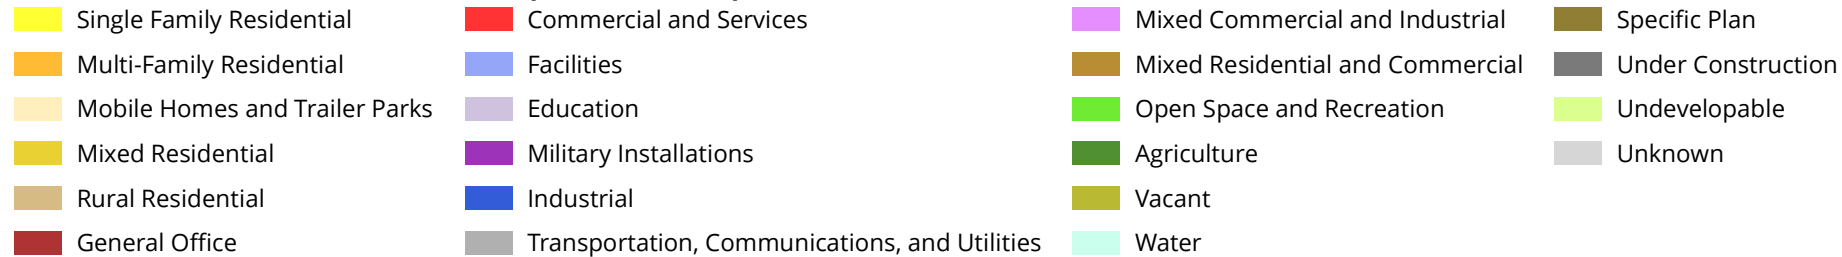 Single Family Residential
Multi-Family Residential
Mobile Homes and Trailer Parks
Mixed Residential
Rural Residential
General Office
Commercial and Services
Facilities
Education
Military Installations
Industrial
Transportation, Communications, and Utilities
Mixed Commercial and Industrial
Mixed Residential and Commercial
Open Space and Recreation
Agriculture
Vacant
Water
Specific Plan
Under Construction
Undevelopable
Unknown